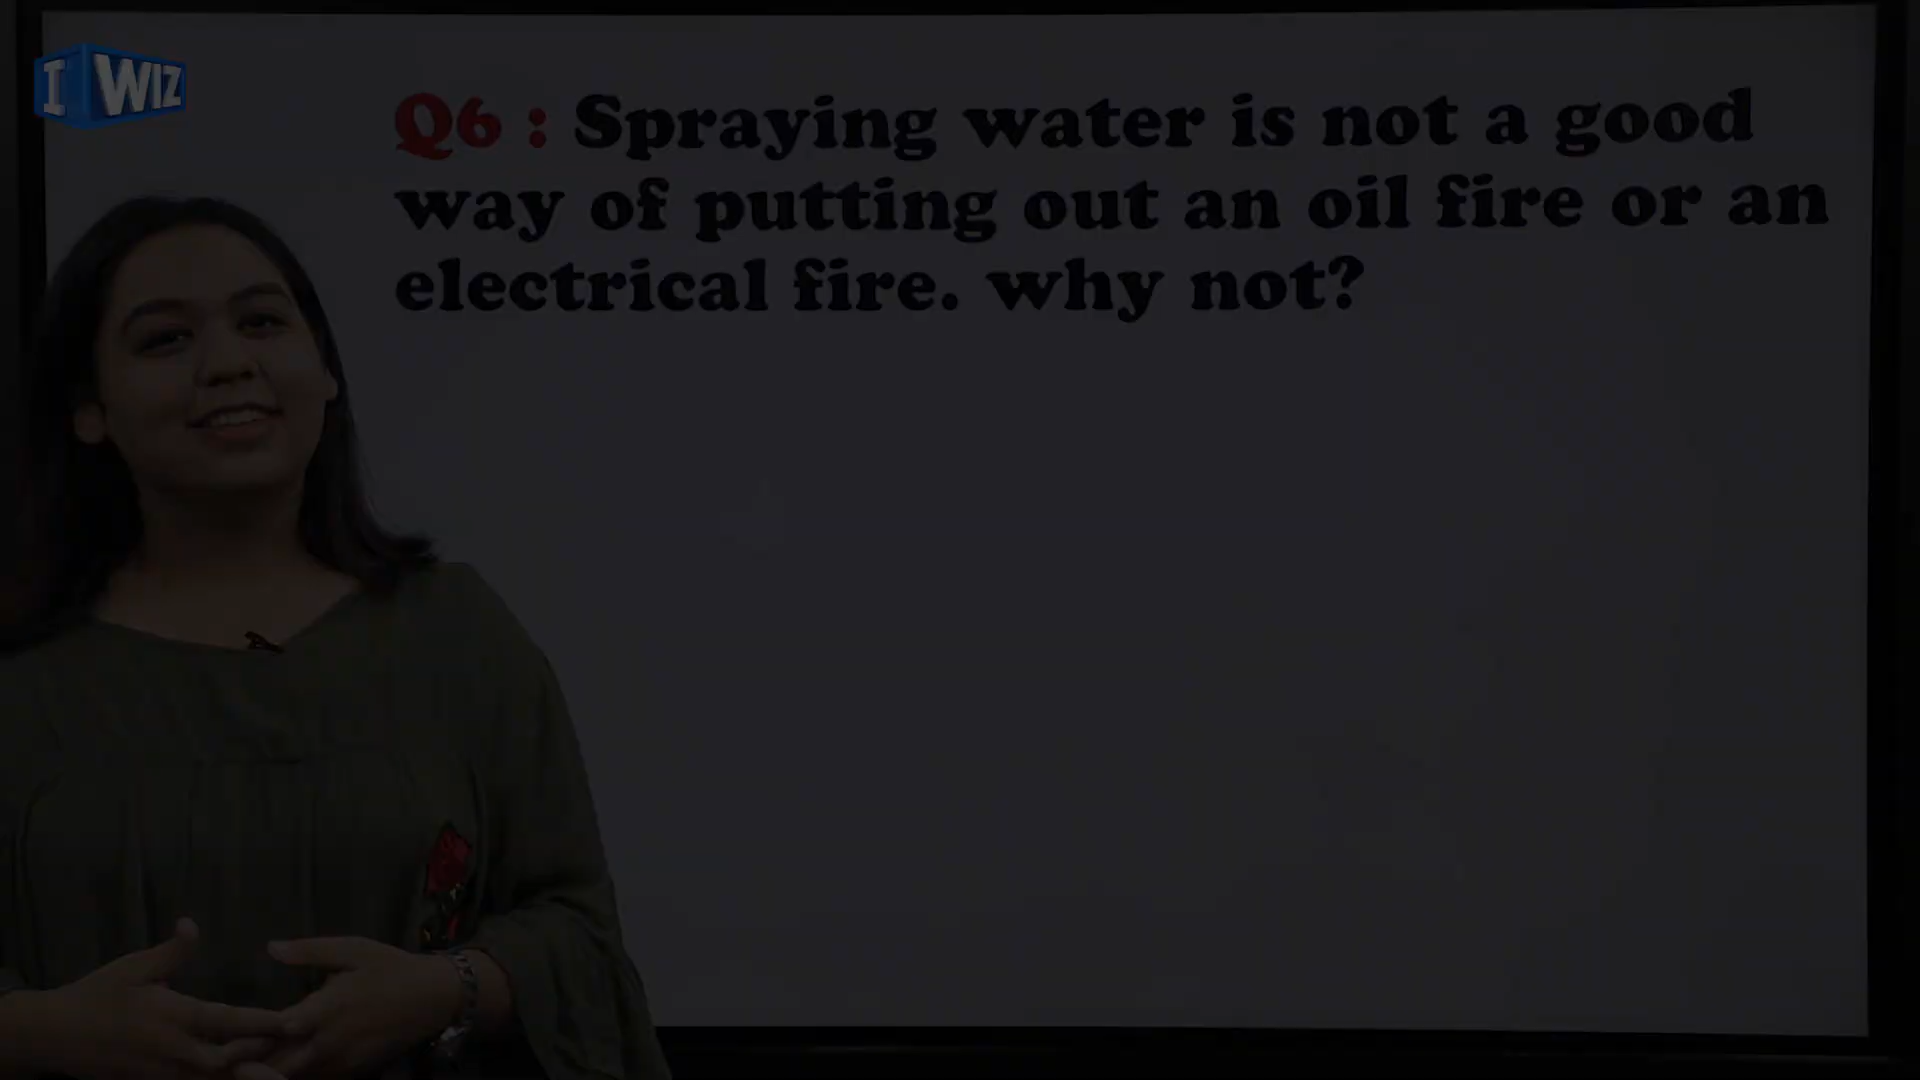 I WIZ
Q6 : Spraying water is not a good
way of putting out an oil fire or an
electrical fire. why not?